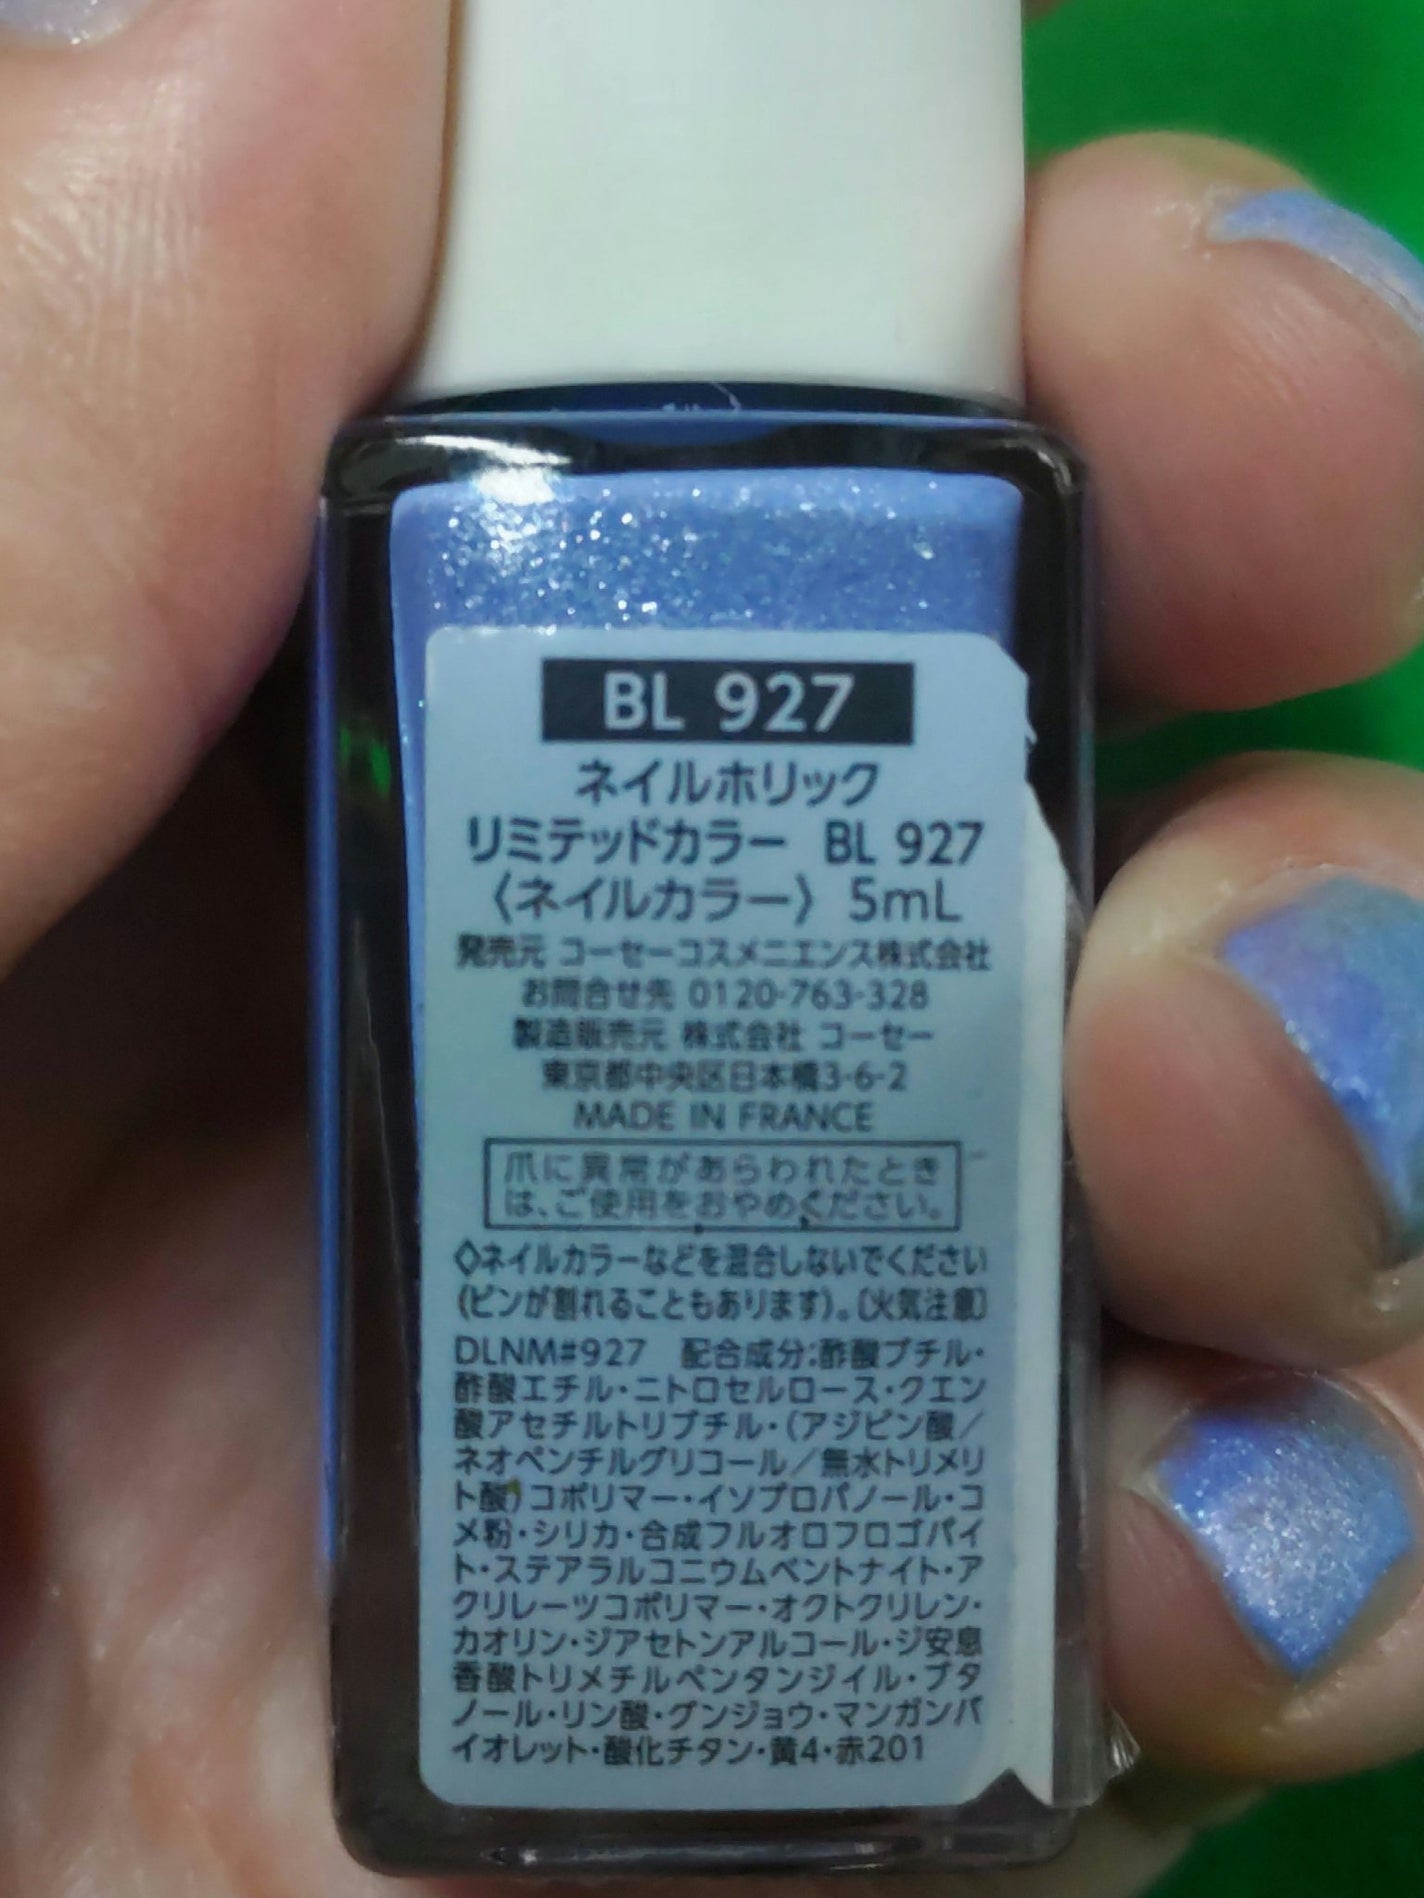 BL 927
ネイルホリック
リミテッドカラー BL 927
〈ネイルカラー〉 5mL
発売元 コーセーコスメニエンス株式会社
お問合せ先 0120-763-328
製造販売元 株式会社 コーセー
東京都中央区日本橋3-6-2
MADE IN FRANCE
爪に異常があらわれたとき
は、ご使用をおやめください。
◇ネイルカラーなどを混合しないでください
(ビンが割れることもあります)。〔火気注意〕
DLNM#927 配合成分:酢酸ブチル・
酢酸エチル・ニトロセルロース・クエン
酸アセチルトリブチル・(アジピン酸/
ネオペンチルグリコール/無水トリメリ
ト酸)コポリマー・イソプロパノール・コ
メ粉・シリカ・合成フルオロフロゴパイ
ト・ステアラルコニウムベントナイト・ア
クリレーツコポリマー・オクトクリレン・
カオリン・ジアセトンアルコール・ジ安息
香酸トリメチルペンタンジイル・ブタ
ノール・リン酸・グンジョウ・マンガンバ
イオレット・酸化チタン・黄4・赤201